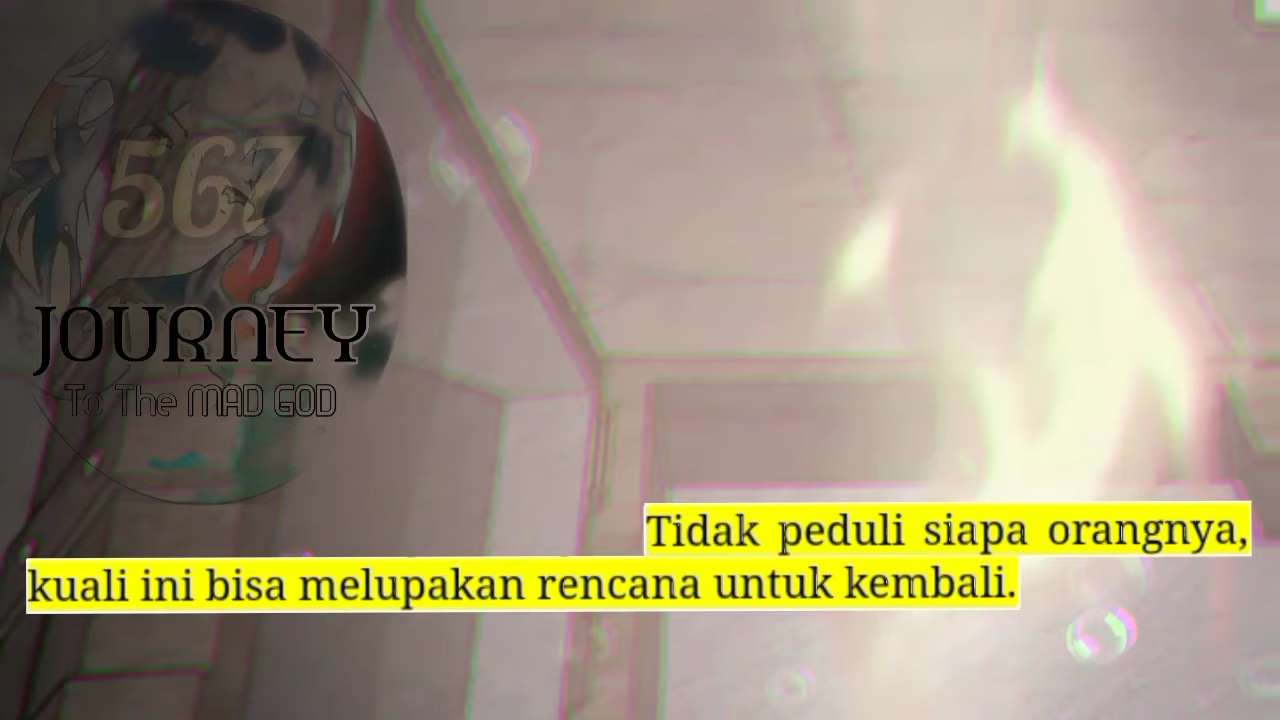 567
JOURNEY
To The MAD GOD
Tidak peduli siapa orangnya,
kuali ini bisa melupakan rencana untuk kembali.